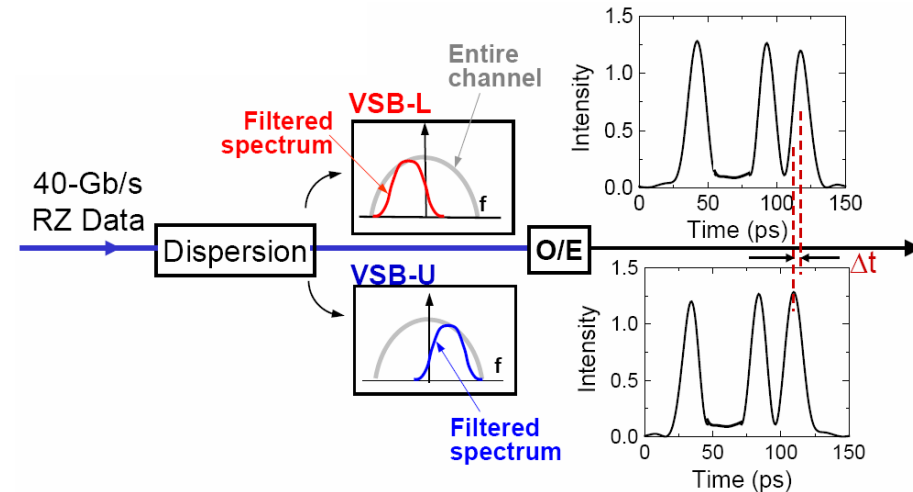 40-Gb/s
RZ Data
Dispersion
VSB-L
Filtered
spectrum
Entire
channel
f
VSB-U
f
Filtered
spectrum
O/E
Intensity
1.5
1.0
0.5
0.0
0 50 100 150
Time (ps)
Δt
Intensity
1.5
1.0
0.5
0.0
0 50 100 150
Time (ps)